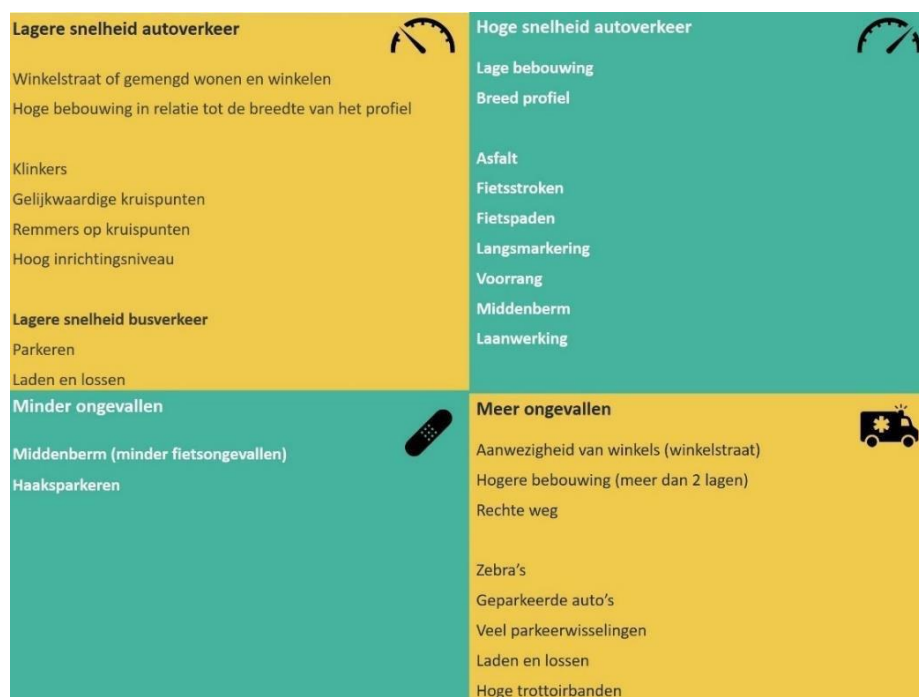 Lagere snelheid autoverkeer
Winkelstraat of gemengd wonen en winkelen
Hoge bebouwing in relatie tot de breedte van het profiel
Klinkers
Gelijkwaardige kruispunten
Remmers op kruispunten
Hoog inrichtingsniveau
Lagere snelheid busverkeer
Parkeren
Laden en lossen
Hoge snelheid autoverkeer
Lage bebouwing
Breed profiel
Asfalt
Fietsstroken
Fietspaden
Langsmarkering
Voorrang
Middenberm
Laanwerking
Minder ongevallen
Middenberm (minder fietsongevallen)
Haaksparkeren
Meer ongevallen
Aanwezigheid van winkels (winkelstraat)
Hogere bebouwing (meer dan 2 lagen)
Rechte weg
Zebra's
Geparkeerde auto's
Veel parkeerwisselingen
Laden en lossen
Hoge trottoirbanden